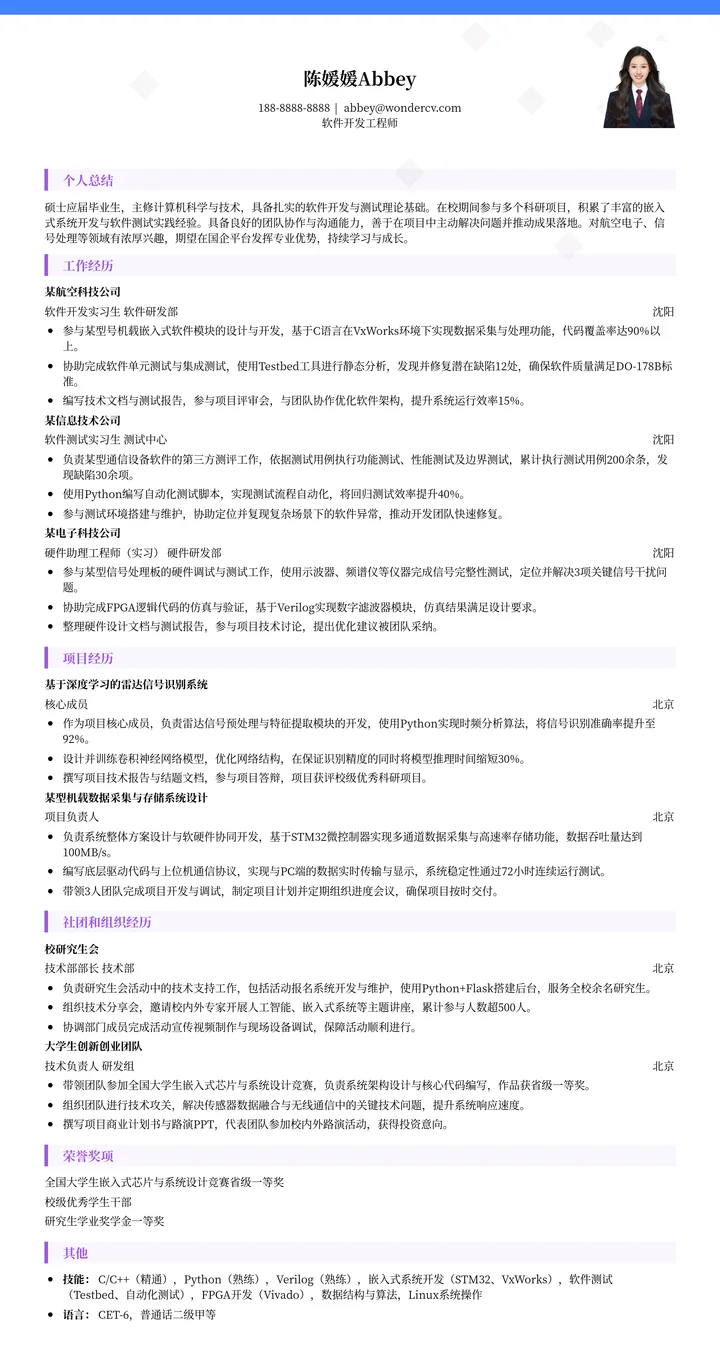 陈媛媛Abbey
188-8888-8888 | abbey@wondercv.com
软件开发工程师
个人总结
硕士应届毕业生，主修计算机科学与技术，具备扎实的软件开发与测试理论基础。在校期间参与多个科研项目，积累了丰富的嵌入
式系统开发与软件测试实践经验。具备良好的团队协作与沟通能力，善于在项目中主动解决问题并推动成果落地。对航空电子、信
号处理等领域有浓厚兴趣，期望在国企平台发挥专业优势，持续学习与成长。
工作经历
某航空科技公司
软件开发实习生 软件研发部 沈阳
• 参与某型号机载嵌入式软件模块的设计与开发，基于C语言在VxWorks环境下实现数据采集与处理功能，代码覆盖率达90%以
上。
• 协助完成软件单元测试与集成测试，使用Testbed工具进行静态分析，发现并修复潜在缺陷12处，确保软件质量满足DO-178B标
准。
• 编写技术文档与测试报告，参与项目评审会，与团队协作优化软件架构，提升系统运行效率15%。
某信息技术公司
软件测试实习生 测试中心 沈阳
• 负责某型通信设备软件的第三方测评工作，依据测试用例执行功能测试、性能测试及边界测试，累计执行测试用例200余条，发
现缺陷30余项。
• 使用Python编写自动化测试脚本，实现测试流程自动化，将回归测试效率提升40%。
• 参与测试环境搭建与维护，协助定位并复现复杂场景下的软件异常，推动开发团队快速修复。
某电子科技公司
硬件助理工程师（实习） 硬件研发部 沈阳
• 参与某型信号处理板的硬件调试与测试工作，使用示波器、频谱仪等仪器完成信号完整性测试，定位并解决3项关键信号干扰问
题。
• 协助完成FPGA逻辑代码的仿真与验证，基于Verilog实现数字滤波器模块，仿真结果满足设计要求。
• 整理硬件设计文档与测试报告，参与项目技术讨论，提出优化建议被团队采纳。
项目经历
基于深度学习的雷达信号识别系统
核心成员 北京
• 作为项目核心成员，负责雷达信号预处理与特征提取模块的开发，使用Python实现时频分析算法，将信号识别准确率提升至
92%。
• 设计并训练卷积神经网络模型，优化网络结构，在保证识别精度的同时将模型推理时间缩短30%。
• 撰写项目技术报告与结题文档，参与项目答辩，项目获评校级优秀科研项目。
某型机载数据采集与存储系统设计
项目负责人 北京
• 负责系统整体方案设计与软硬件协同开发，基于STM32微控制器实现多通道数据采集与高速率存储功能，数据吞吐量达到
100MB/s。
• 编写底层驱动代码与上位机通信协议，实现与PC端的数据实时传输与显示，系统稳定性通过72小时连续运行测试。
• 带领3人团队完成项目开发与调试，制定项目计划并定期组织进度会议，确保项目按时交付。
社团和组织经历
校研究生会
技术部部长 技术部 北京
• 负责研究生会活动中的技术支持工作，包括活动报名系统开发与维护，使用Python+Flask搭建后台，服务全校余名研究生。
• 组织技术分享会，邀请校内外专家开展人工智能、嵌入式系统等主题讲座，累计参与人数超500人。
• 协调部门成员完成活动宣传视频制作与现场设备调试，保障活动顺利进行。
大学生创新创业团队
技术负责人 研发组 北京
• 带领团队参加全国大学生嵌入式芯片与系统设计竞赛，负责系统架构设计与核心代码编写，作品获省级一等奖。
• 组织团队进行技术攻关，解决传感器数据融合与无线通信中的关键技术问题，提升系统响应速度。
• 撰写项目商业计划书与路演PPT，代表团队参加校内外路演活动，获得投资意向。
荣誉奖项
全国大学生嵌入式芯片与系统设计竞赛省级一等奖
校级优秀学生干部
研究生学业奖学金一等奖
其他
• 技能： C/C++（精通），Python（熟练），Verilog（熟练），嵌入式系统开发（STM32、VxWorks），软件测试
（Testbed、自动化测试），FPGA开发（Vivado），数据结构与算法，Linux系统操作
• 语言： CET-6，普通话二级甲等